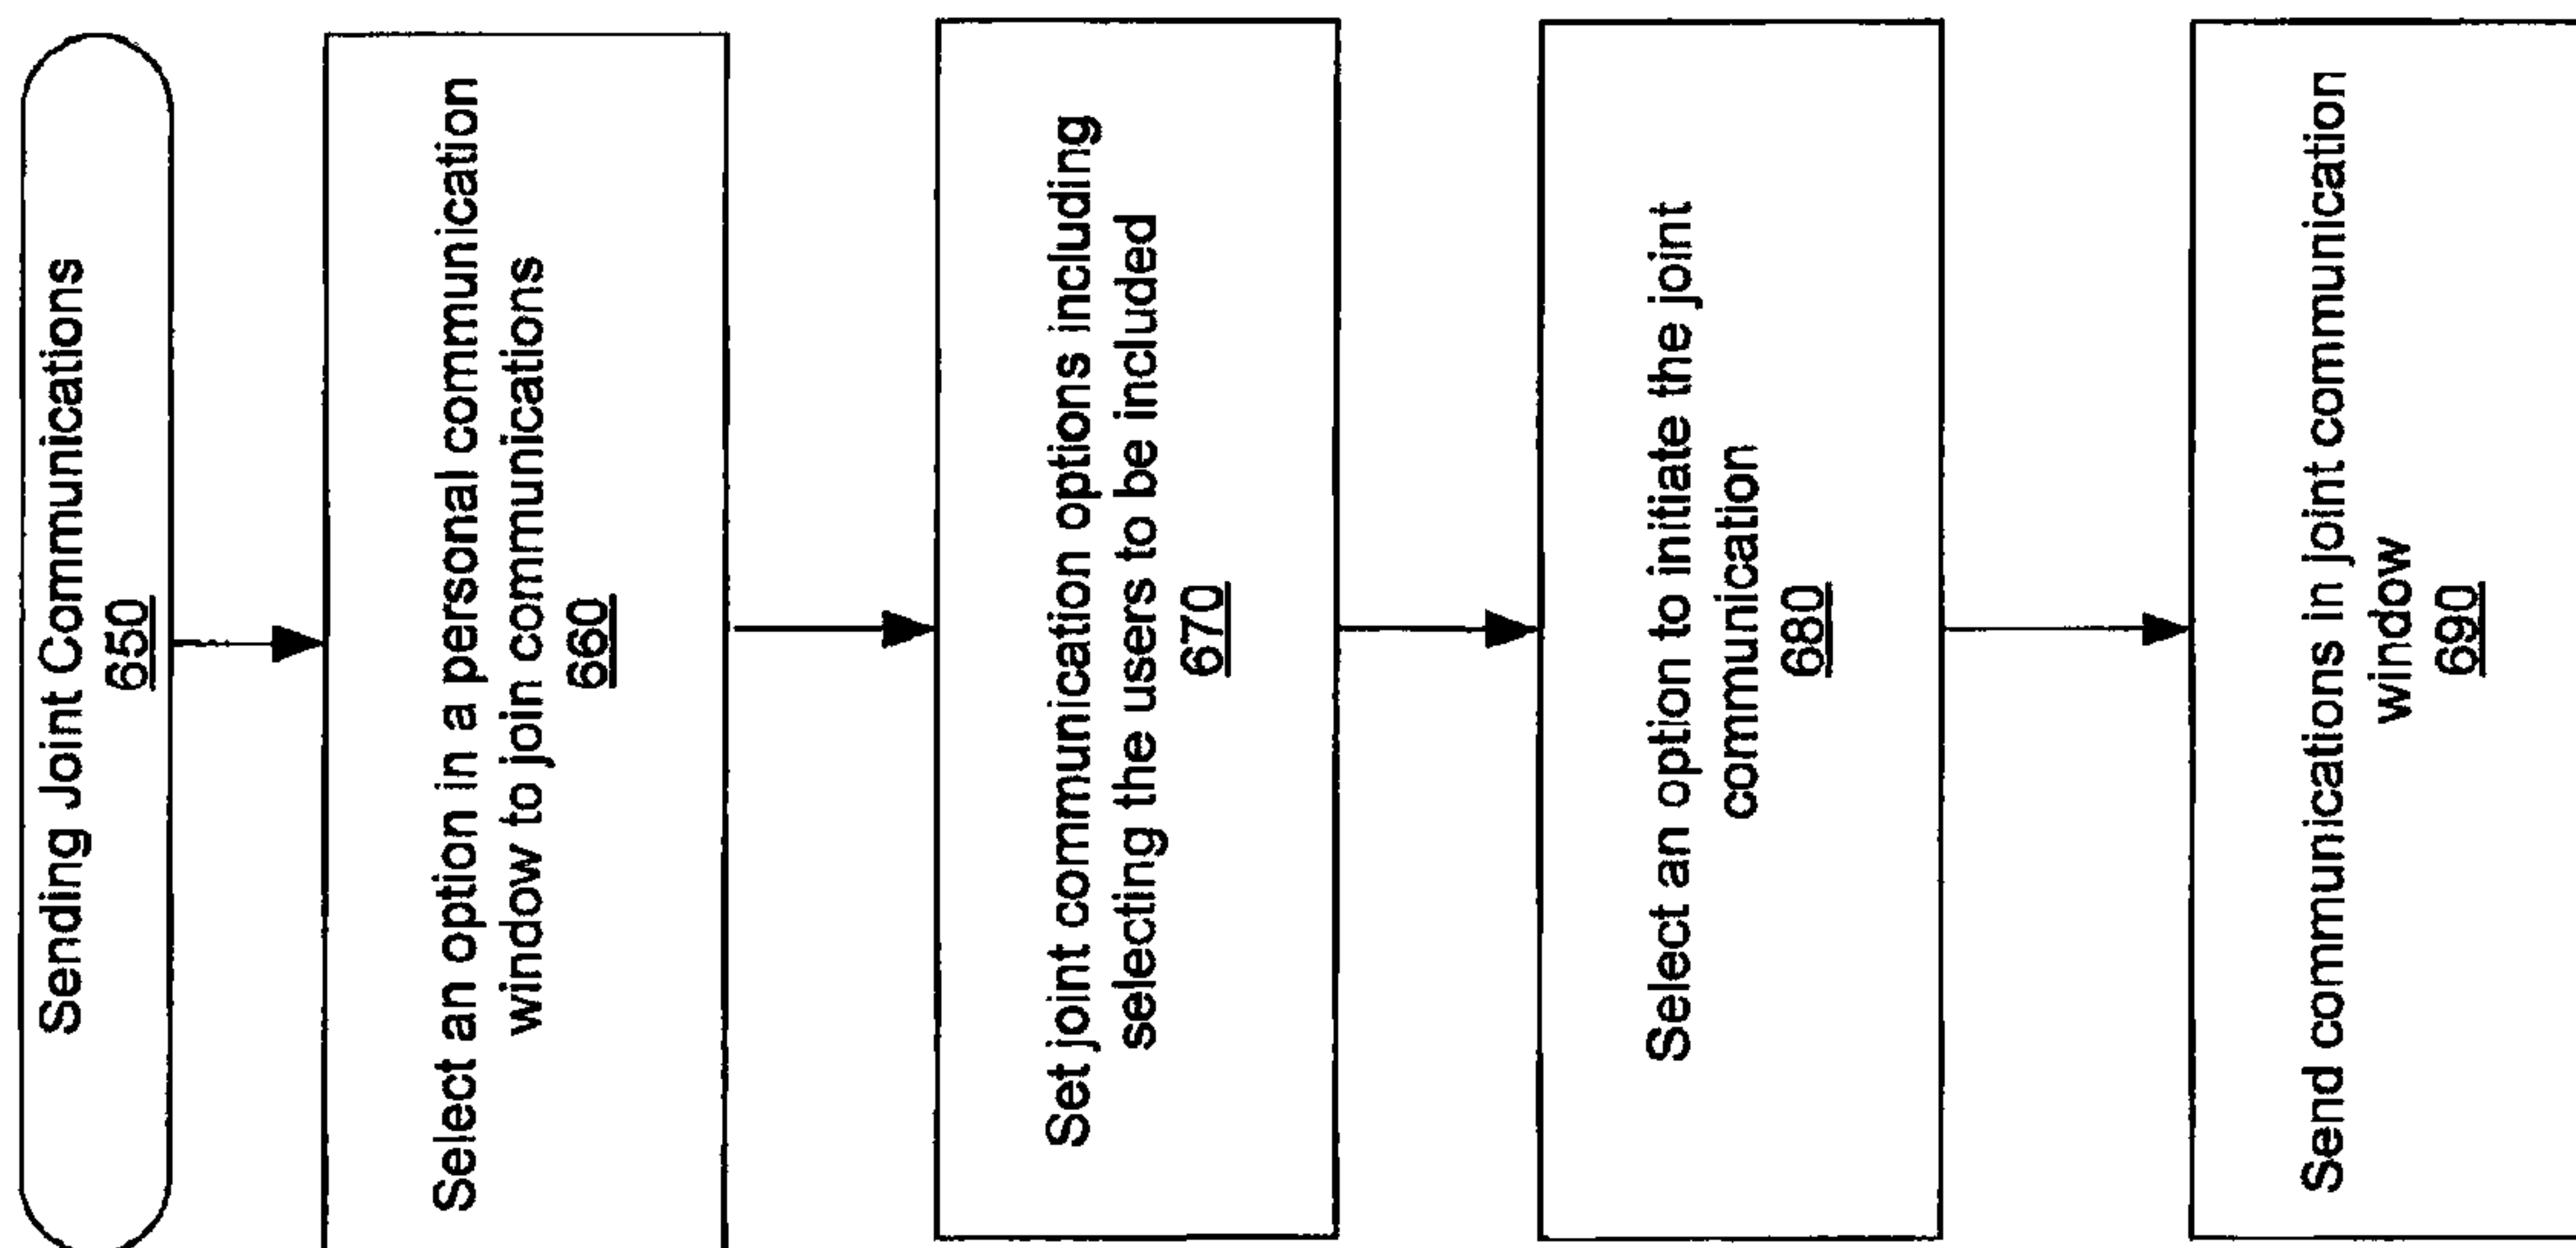 Sending Joint Communications
650
Select an option in a personal communication
window to join communications
660
Set joint communication options including
selecting the users to be included
670
Select an option to initiate the joint
communication
680
Send communications in joint communication
window
690